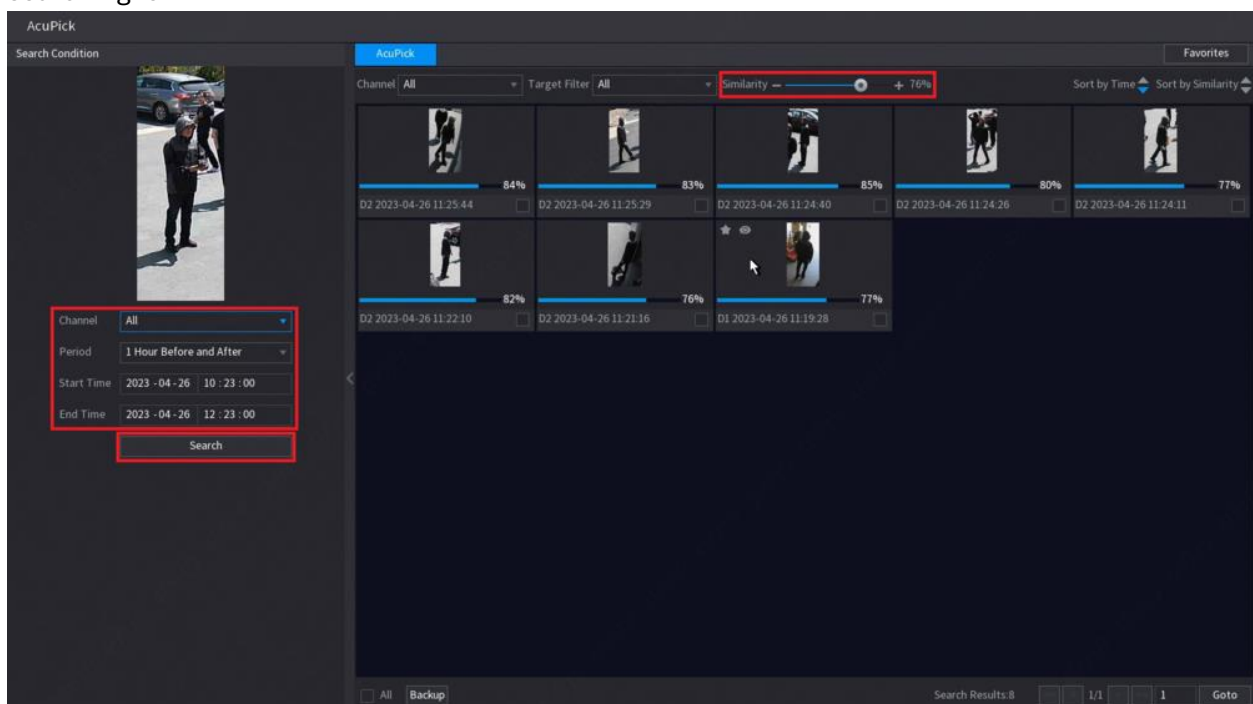 AcuPick
Search Condition
AcuPick
Favorites
Channel All Target Filter All Similarity 76% Sort by Time Sort by Similarity
84% 83% 85% 80% 77%
D2 2023-04-26 11:25:44 D2 2023-04-26 11:25:29 D2 2023-04-26 11:24:40 D2 2023-04-26 11:24:26 D2 2023-04-26 11:24:11
82% 76% 77%
D2 2023-04-26 11:22:10 D2 2023-04-26 11:21:16 D1 2023-04-26 11:19:28
Channel All
Period 1 Hour Before and After
Start Time 2023 -04 - 26 10 : 23 : 00
End Time 2023 -04 - 26 12 : 23 : 00
Search
All Backup Search Results:8 1/1 1 Goto